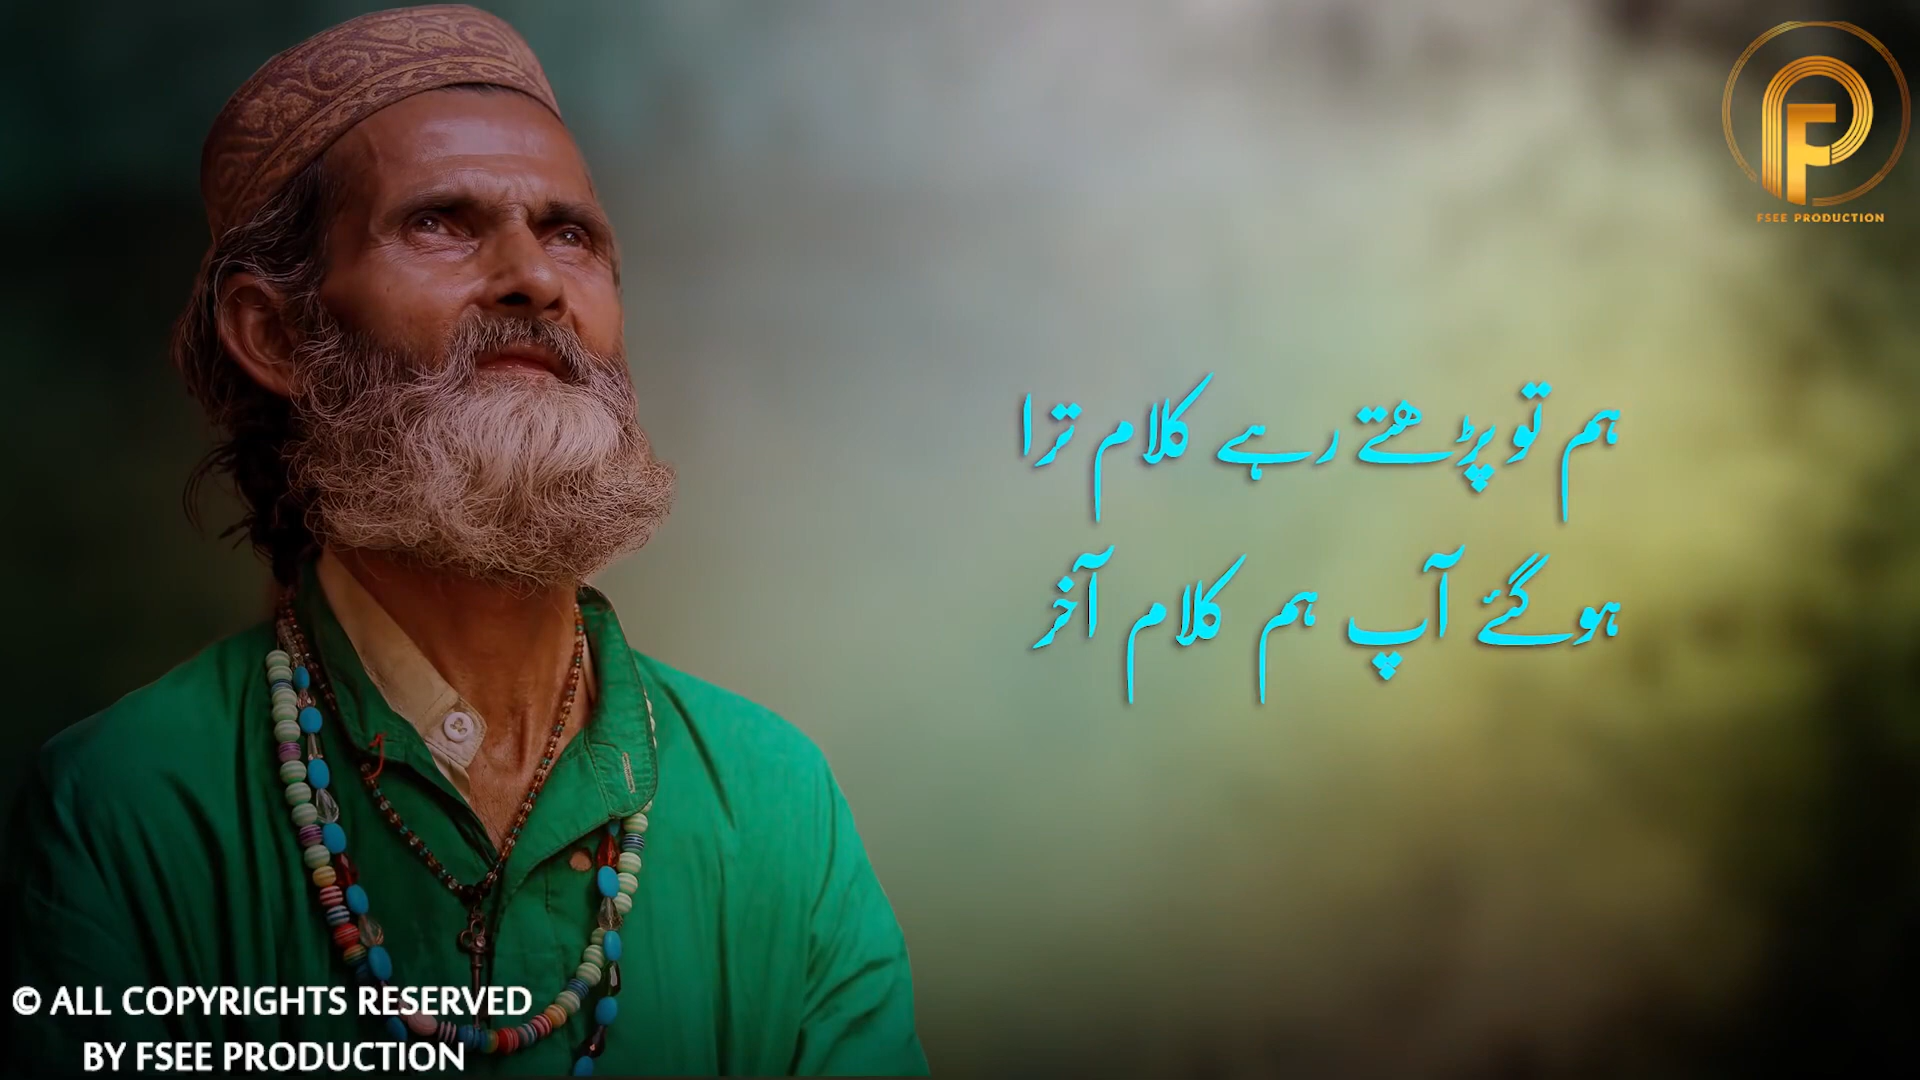 FSEE PRODUCTION
ہم تو پڑھتے رہے کلام ترا
ہو گئے آپ ہم کلام آخر
© ALL COPYRIGHTS RESERVED
BY FSEE PRODUCTION